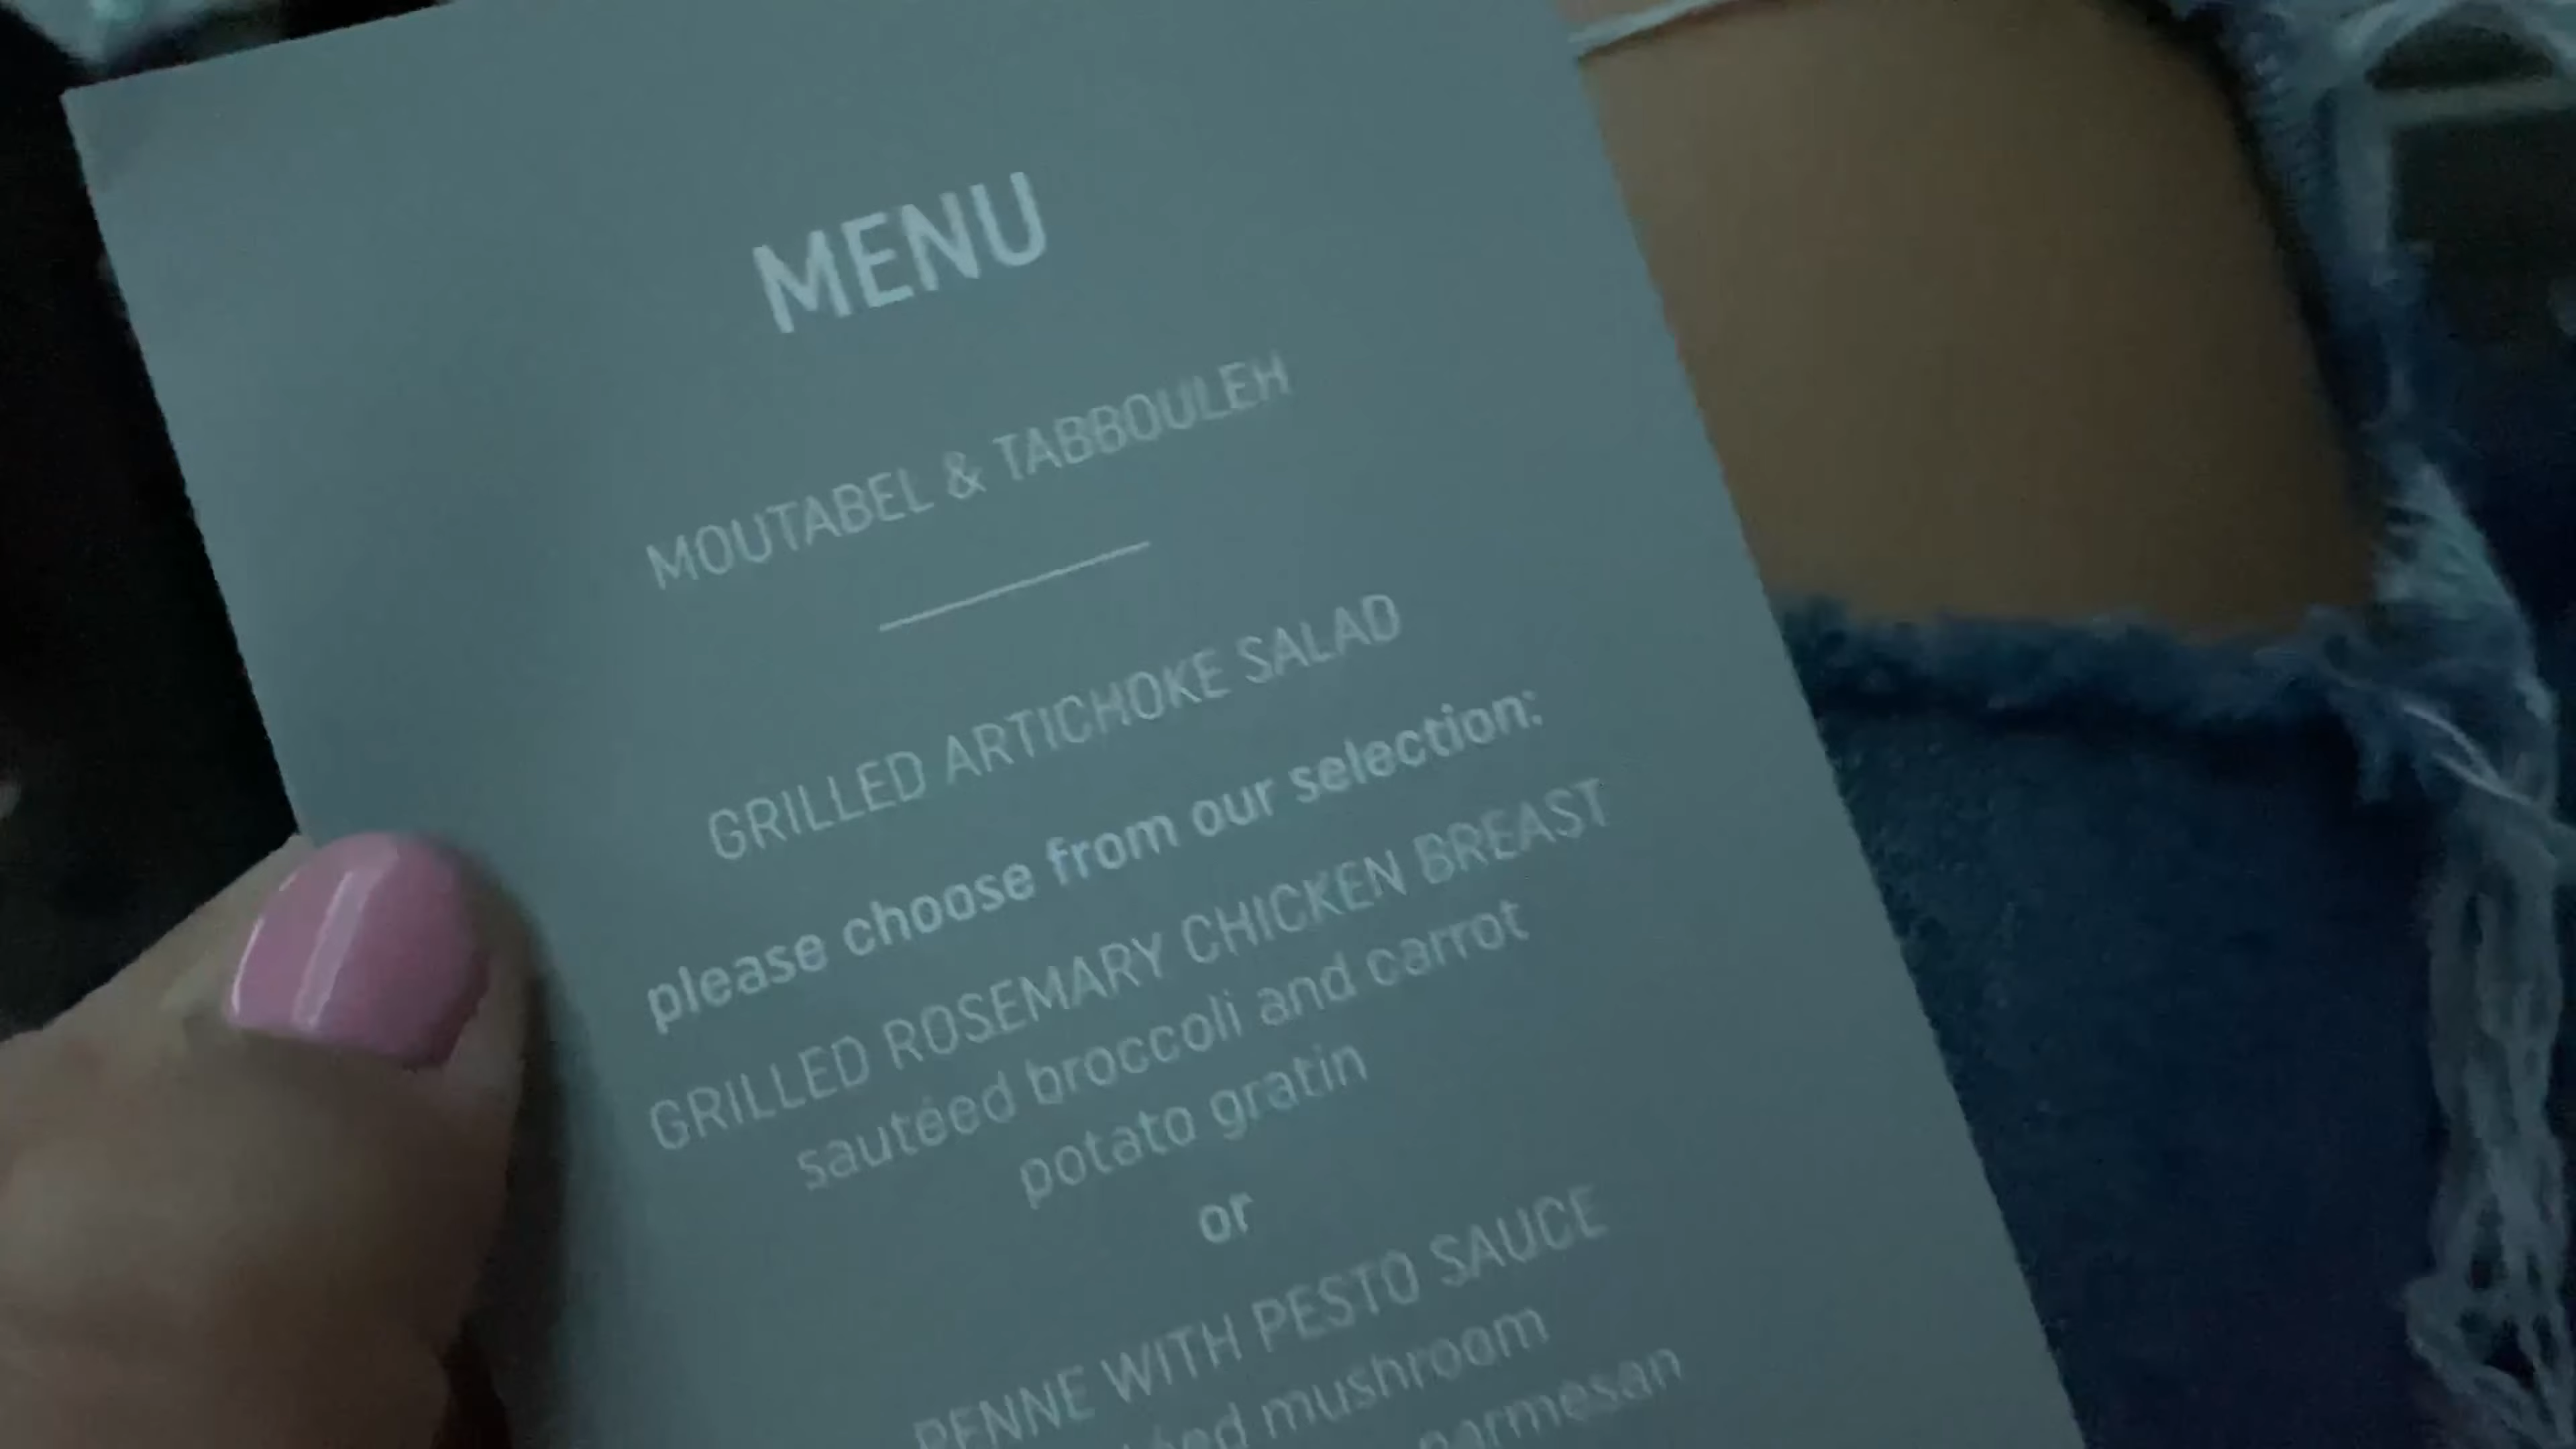 MENU
MOUTABEL & TABBOULEH
GRILLED ARTICHOKE SALAD
please choose from our selection:
GRILLED ROSEMARY CHICKEN BREAST
sautéed broccoli and carrot
potato gratin
or
PENNE WITH PESTO SAUCE
mushroom
parmesan